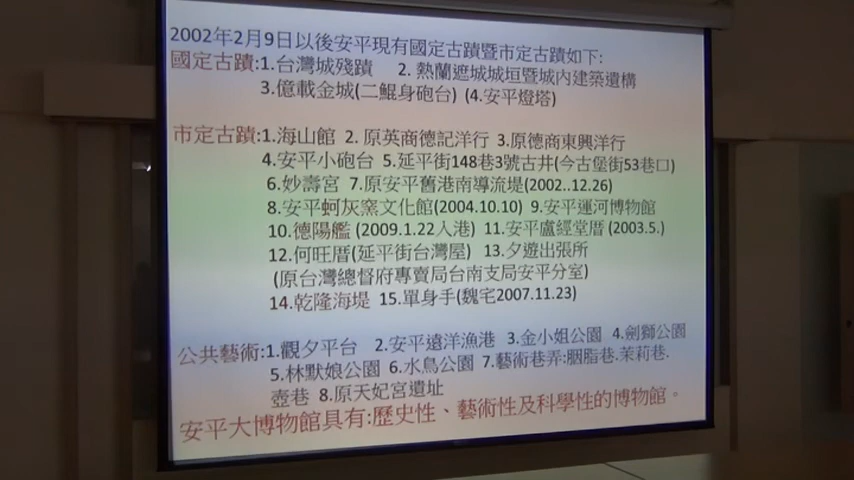 2002年2月9日以後安平現有國定古蹟暨市定古蹟如下:
國定古蹟:1.台灣城殘蹟 2. 熱蘭遮城城垣暨城內建築遺構
3.億載金城(二鯤身砲台) (4.安平燈塔)
市定古蹟:1.海山館 2. 原英商德記洋行 3.原德商東興洋行
4.安平小砲台 5.延平街148巷3號古井(今古堡街53巷口)
6.妙壽宮 7.原安平舊港南導流堤(2002..12.26)
8.安平蚵灰窯文化館(2004.10.10) 9.安平運河博物館
10.德陽艦 (2009.1.22入港) 11.安平盧經堂厝 (2003.5.)
12.何旺厝(延平街台灣屋) 13.夕遊出張所
(原台灣總督府專賣局台南支局安平分室)
14.乾隆海堤 15.單身手(魏宅2007.11.23)
公共藝術:1.觀夕平台 2.安平遠洋漁港 3.金小姐公園 4.劍獅公園
5.林默娘公園 6.水鳥公園 7.藝術巷弄:胭脂巷.茉莉巷.
壺巷 8.原天妃宮遺址
安平大博物館具有:歷史性、藝術性及科學性的博物館。